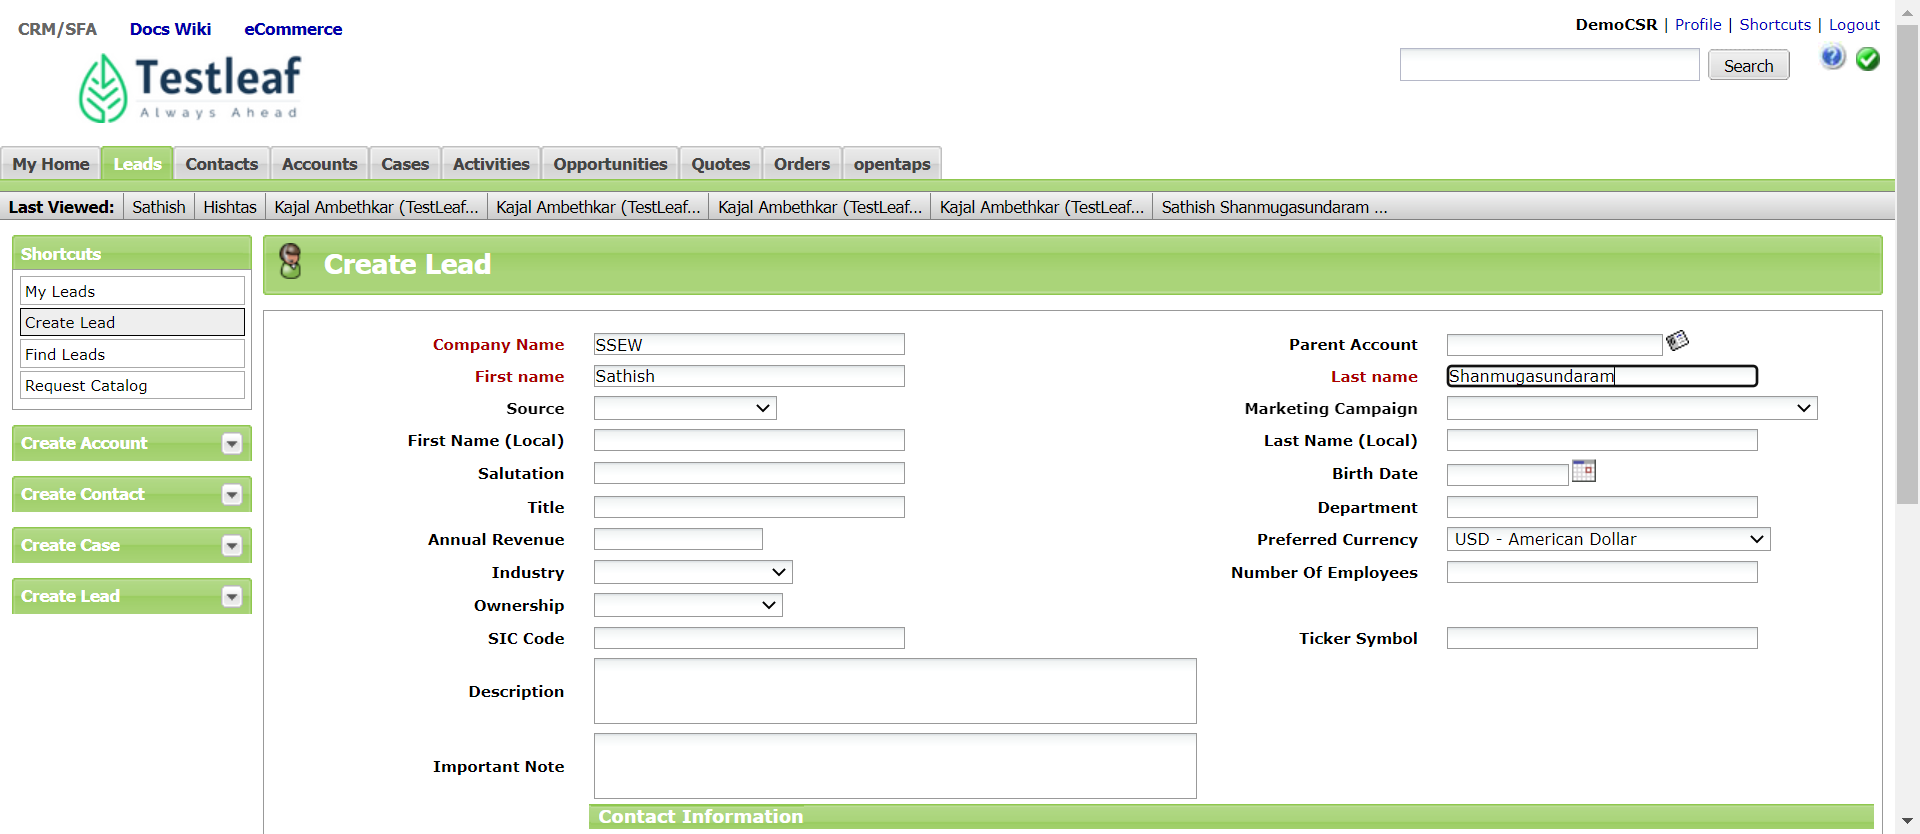 CRM/SFA Docs Wiki eCommerce
DemoCSR | Profile | Shortcuts | Logout
Testleaf
Always Ahead
Search
My Home Leads Contacts Accounts Cases Activities Opportunities Quotes Orders opentaps
Last Viewed: Sathish Hishtas Kajal Ambethkar (TestLeaf... Kajal Ambethkar (TestLeaf... Kajal Ambethkar (TestLeaf... Kajal Ambethkar (TestLeaf... Sathish Shanmugasundaram ...
Shortcuts
My Leads
Create Lead
Find Leads
Request Catalog
Create Account
Create Contact
Create Case
Create Lead
Create Lead
Company Name SSEW Parent Account
First name Sathish Last name Shanmugasundaram
Source Marketing Campaign
First Name (Local) Last Name (Local)
Salutation Birth Date
Title Department
Annual Revenue Preferred Currency USD - American Dollar
Industry Number Of Employees
Ownership
SIC Code Ticker Symbol
Description
Important Note
Contact Information